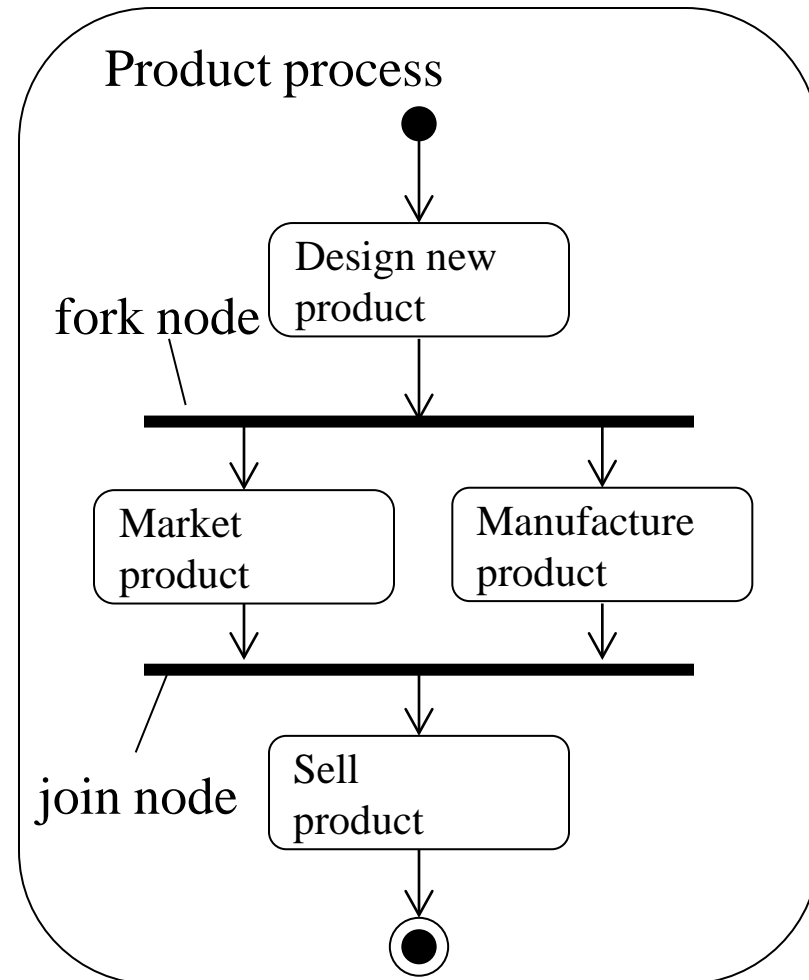 Product process
Design new
product
fork node
Market
product
Manufacture
product
join node
Sell
product